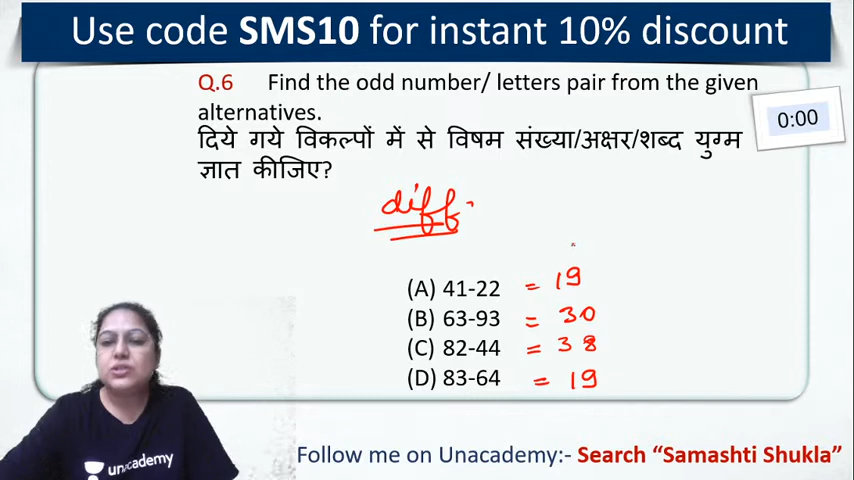 Use code SMS10 for instant 10% discount
Q.6 Find the odd number/ letters pair from the given
alternatives.
दिये गये विकल्पों में से विषम संख्या/अक्षर/शब्द युग्म
ज्ञात कीजिए?
0:00
diff.
(A) 41-22 = 19
(B) 63-93 = 30
(C) 82-44 = 38
(D) 83-64 = 19
unacademy
Follow me on Unacademy:- Search “Samashti Shukla”